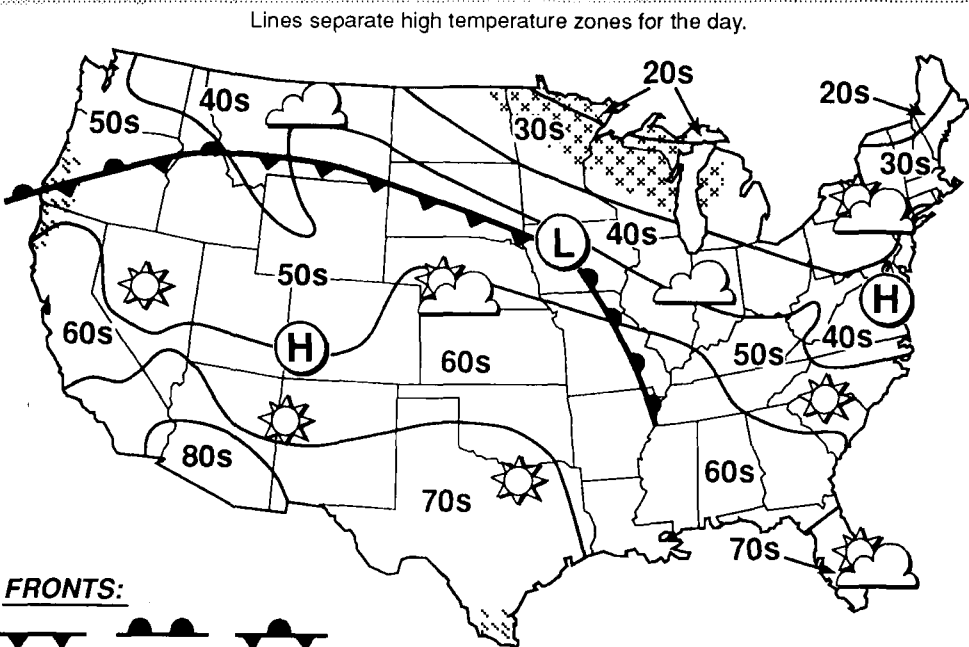 Lines separate high temperature zones for the day.
20s
20s
40s
50s
30s
30s
L
40s
50s
H
60s
H
40s
50s
60s
80s
60s
70s
70s
FRONTS: